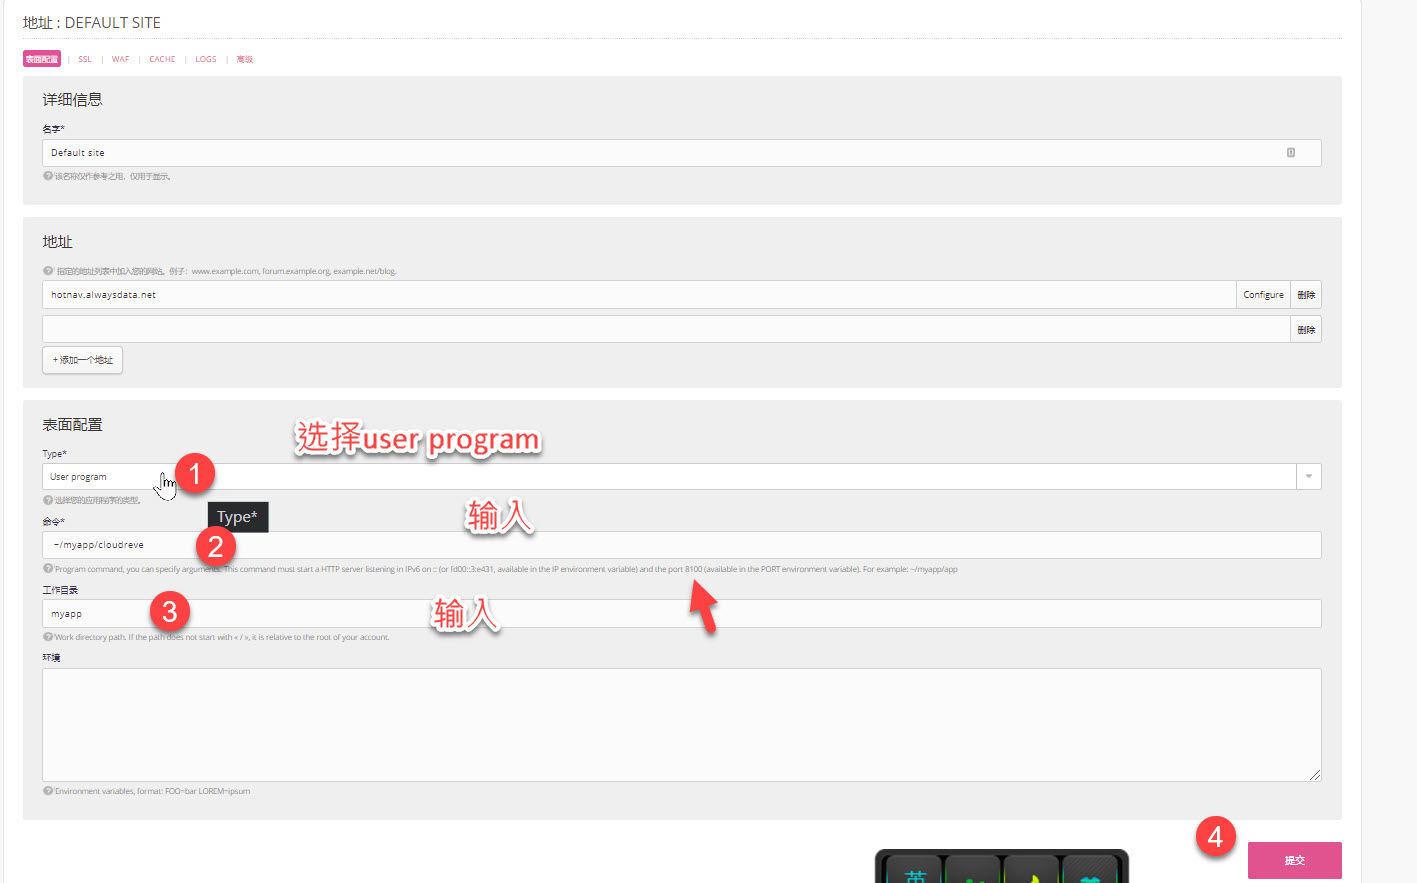 地址 : DEFAULT SITE
表面配置 | SSL | WAF | CACHE | LOGS | 高级
详细信息
名字*
Default site
该名称仅作参考之用，仅用于显示。
地址
指定的地址列表中加入您的网站。例子：www.example.com, forum.example.org, example.net/blog.
hotnav.alwaysdata.net Configure 删除
删除
+ 添加一个地址
表面配置
选择user program
Type*
User program
1
选择您的应用程序的类型。
输入
Type*
命令*
~/myapp/cloudreve
2
Program command, you can specify arguments. This command must start a HTTP server listening in IPv6 on :: (or fd00::3:e431, available in the IP environment variable) and the port 8100 (available in the PORT environment variable). For example: ~/myapp/app
工作目录
myapp
3
输入
Work directory path. If the path does not start with « / », it is relative to the root of your account.
环境
Environment variables, format: FOO=bar LOREM=ipsum
4
提交
英